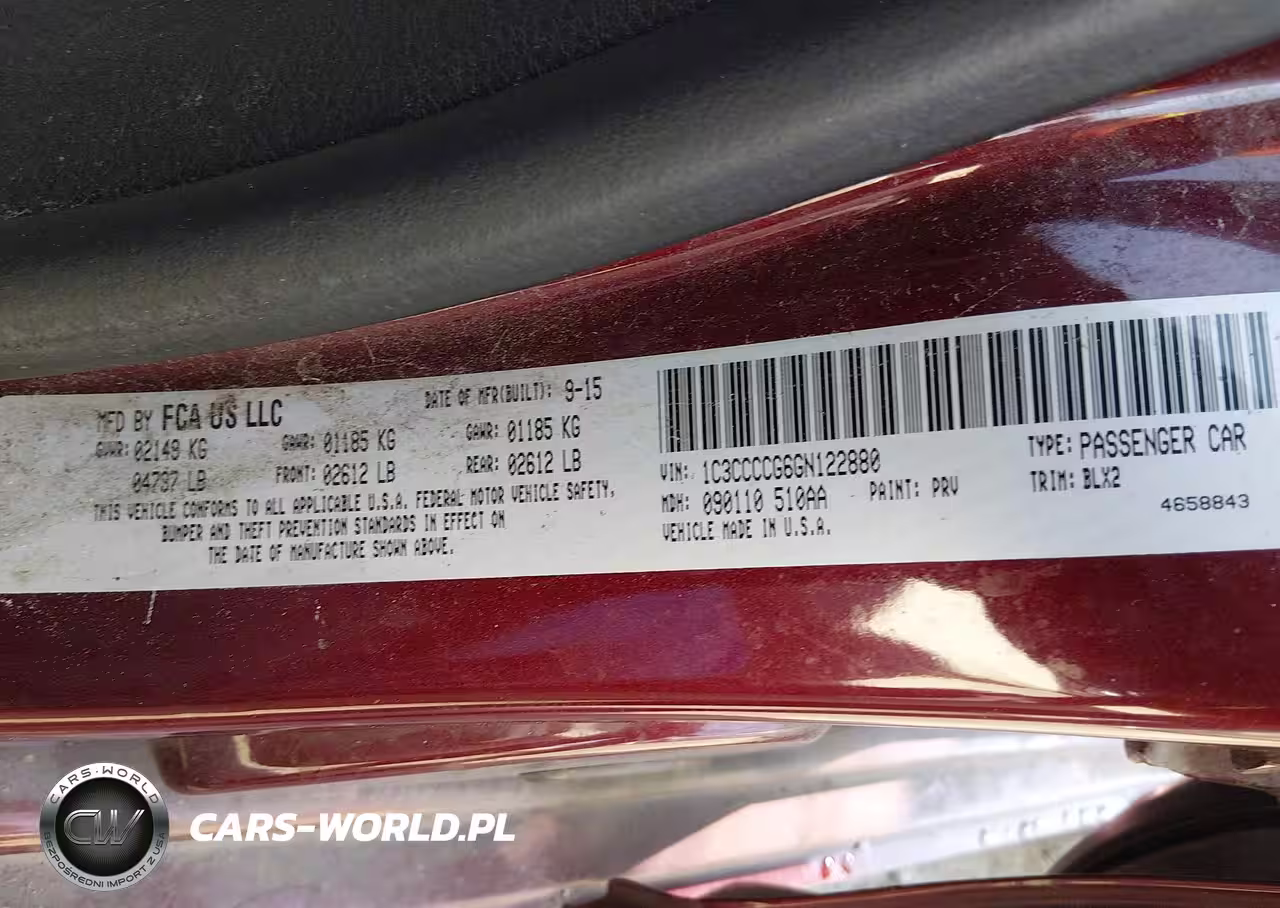 MFD BY FCA US LLC
DATE OF MFR(BUILT): 9-15
GVWR: 02149 KG
GAWR: 01185 KG
GAWR: 01185 KG
04737 LB
FRONT: 02612 LB
REAR: 02612 LB
THIS VEHICLE CONFORMS TO ALL APPLICABLE U.S.A. FEDERAL MOTOR VEHICLE SAFETY,
BUMPER AND THEFT PREVENTION STANDARDS IN EFFECT ON
THE DATE OF MANUFACTURE SHOWN ABOVE.
VIN: 1C3CCCCG6GN122880
TYPE: PASSENGER CAR
MDH: 090110 510AA
PAINT: PRV
TRIM: BLX2
VEHICLE MADE IN U.S.A.
4658843
CARS-WORLD
CW
BEZPOŚREDNI IMPORT Z USA
CARS-WORLD.PL